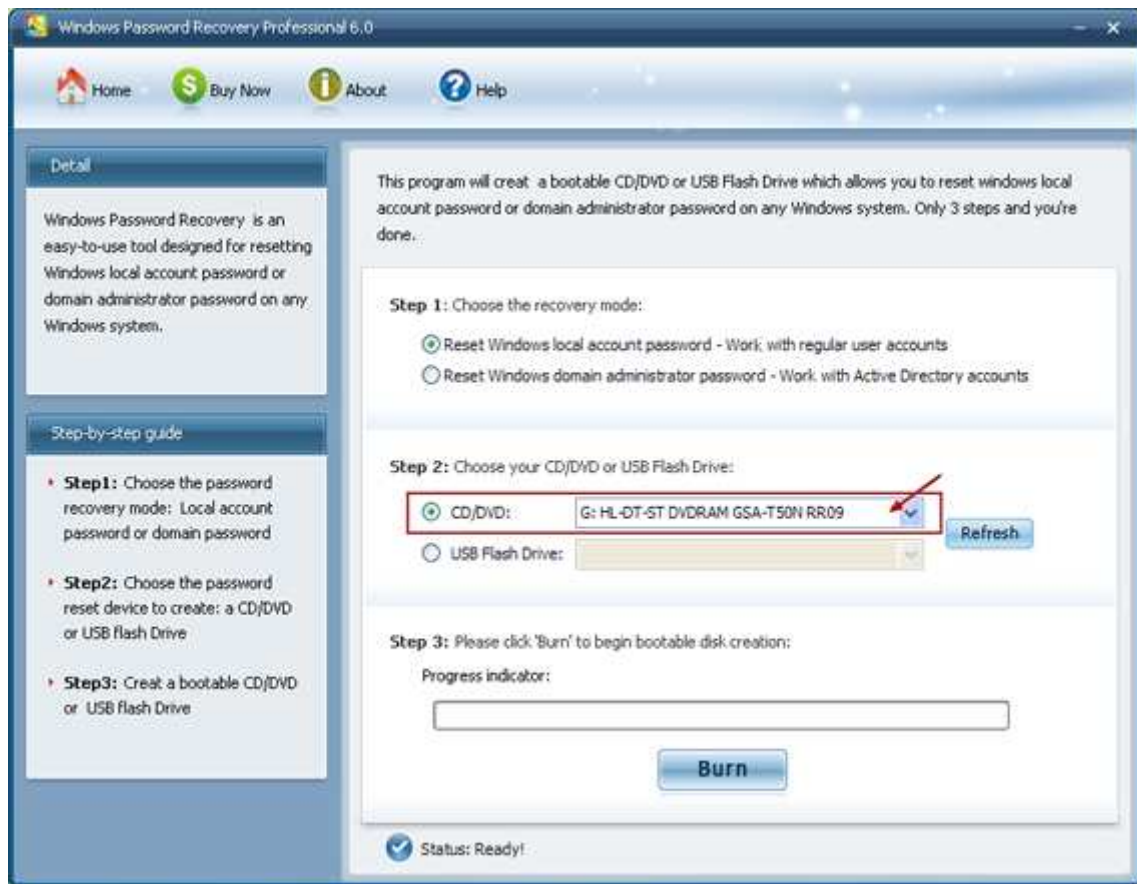 Windows Password Recovery Professional 6.0
Home Buy Now About Help
Detail
Windows Password Recovery is an
easy-to-use tool designed for resetting
Windows local account password or
domain administrator password on any
Windows system.
Step-by-step guide
Step1: Choose the password
recovery mode: Local account
password or domain password
Step2: Choose the password
reset device to create: a CD/DVD
or USB flash Drive
Step3: Creat a bootable CD/DVD
or USB flash Drive
This program will creat a bootable CD/DVD or USB Flash Drive which allows you to reset windows local
account password or domain administrator password on any Windows system. Only 3 steps and you're
done.
Step 1: Choose the recovery mode:
Reset Windows local account password - Work with regular user accounts
Reset Windows domain administrator password - Work with Active Directory accounts
Step 2: Choose your CD/DVD or USB Flash Drive:
CD/DVD: G: HL-DT-ST DVDRAM GSA-T50N RR09
Refresh
USB Flash Drive:
Step 3: Please click 'Burn' to begin bootable disk creation:
Progress indicator:
Burn
Status: Ready!